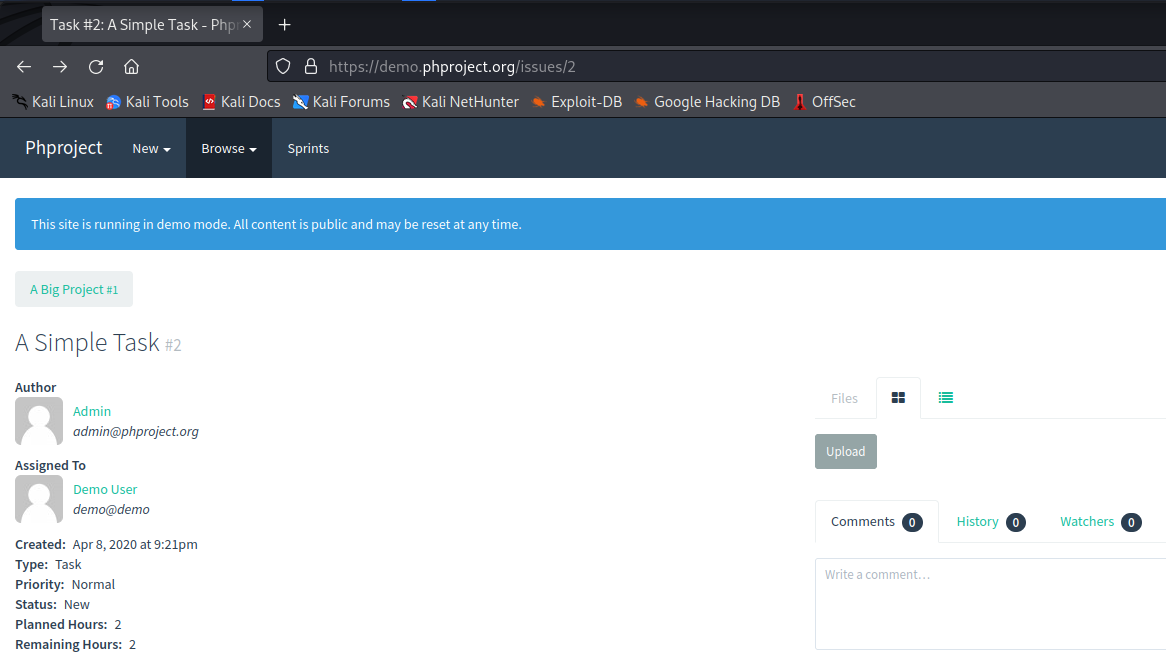 Task #2: A Simple Task - Php
https://demo.phproject.org/issues/2
Kali Linux Kali Tools Kali Docs Kali Forums Kali NetHunter Exploit-DB Google Hacking DB OffSec
Phproject New Browse Sprints
This site is running in demo mode. All content is public and may be reset at any time.
A Big Project #1
A Simple Task #2
Author
Admin
admin@phproject.org
Assigned To
Demo User
demo@demo
Created: Apr 8, 2020 at 9:21pm
Type: Task
Priority: Normal
Status: New
Planned Hours: 2
Remaining Hours: 2
Files
Upload
Comments 0 History 0 Watchers 0
Write a comment…